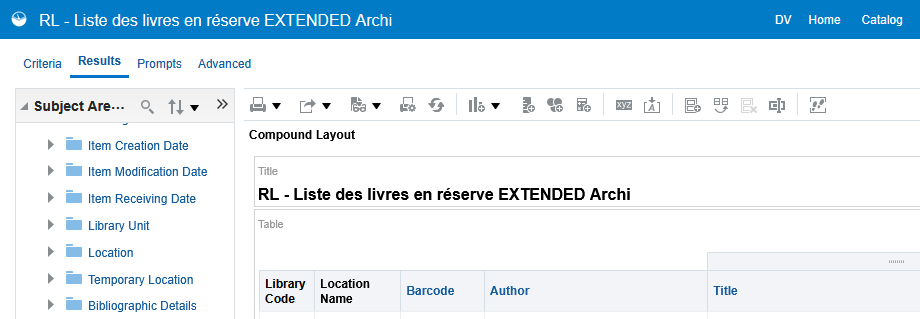 RL - Liste des livres en réserve EXTENDED Archi
DV Home Catalog
Criteria Results Prompts Advanced
Subject Are...
Item Creation Date
Item Modification Date
Item Receiving Date
Library Unit
Location
Temporary Location
Bibliographic Details
XYZ
Compound Layout
Title
RL - Liste des livres en réserve EXTENDED Archi
Table
Library Code Location Name Barcode Author Title